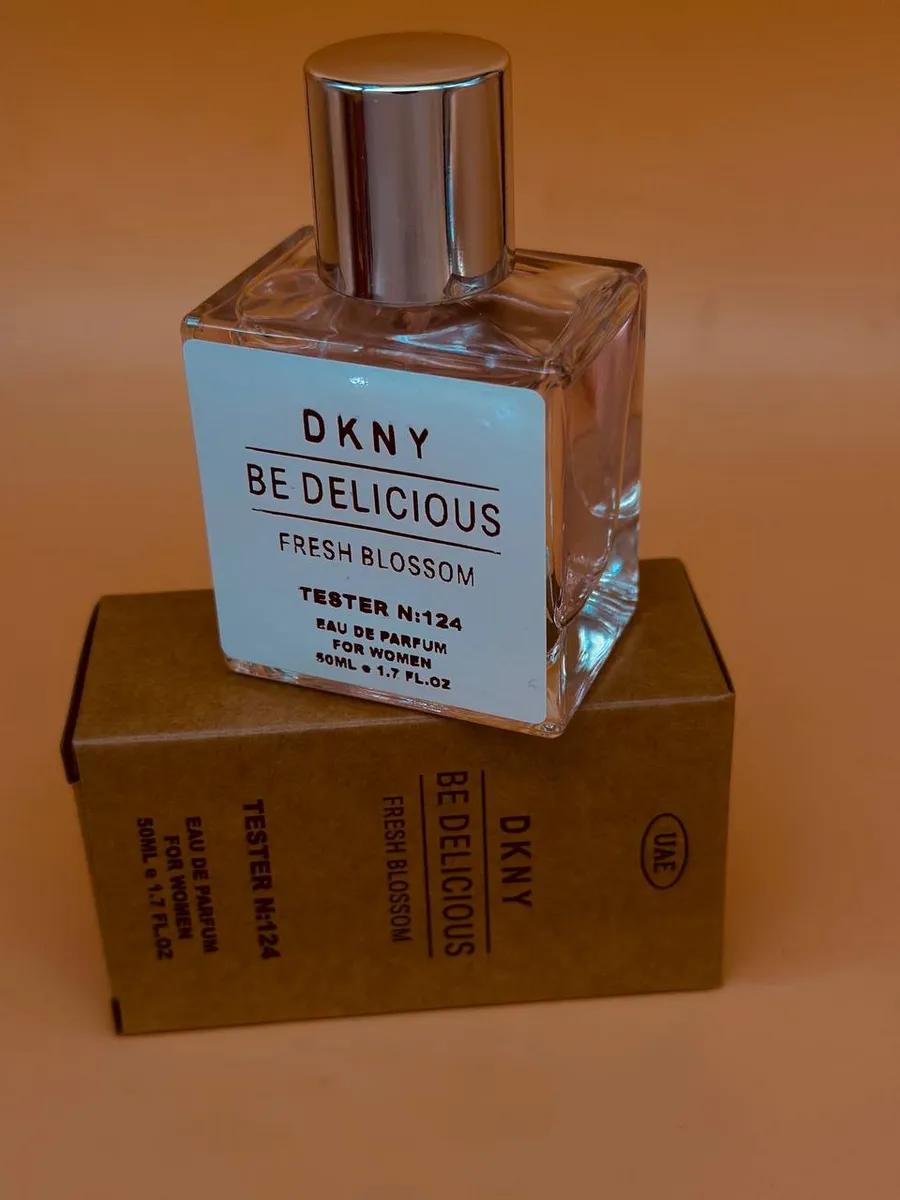 DKNY
BE DELICIOUS
FRESH BLOSSOM
TESTER N:124
EAU DE PARFUM
FOR WOMEN
50ML e 1.7 FL.OZ
UAE
DKNY
BE DELICIOUS
FRESH BLOSSOM
TESTER N:124
EAU DE PARFUM
FOR WOMEN
50ML e 1.7 FL.OZ